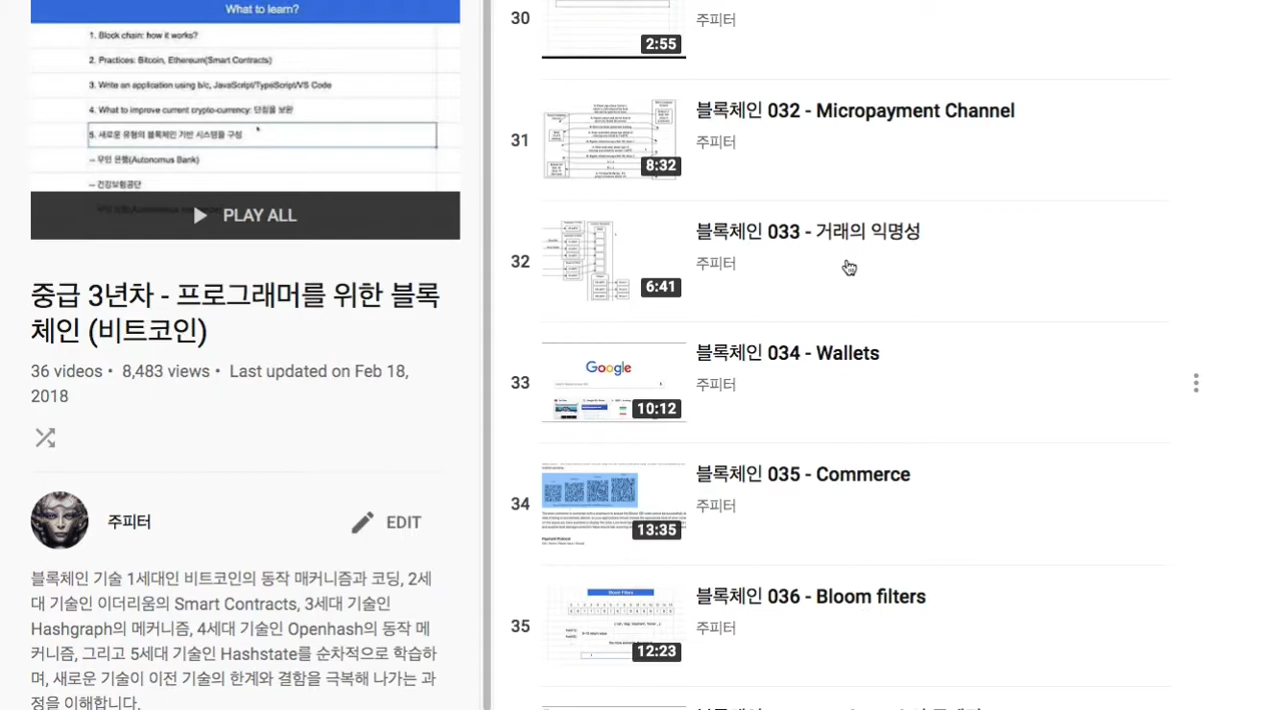 What to learn?
1. Block chain: how it works?
2. Practices: Bitcoin, Ethereum(Smart Contracts)
3. Write an application using b/c, JavaScript/TypeScript/VS Code
4. What to improve current crypto-currency: 단점을 보완
5. 새로운 유형의 블록체인 기반 시스템을 구성
-- 무인 은행(Autonomus Bank)
-- 건강보험공단
PLAY ALL
중급 3년차 - 프로그래머를 위한 블록
체인 (비트코인)
36 videos • 8,483 views • Last updated on Feb 18,
2018
주피터
EDIT
블록체인 기술 1세대인 비트코인의 동작 매커니즘과 코딩, 2세
대 기술인 이더리움의 Smart Contracts, 3세대 기술인
Hashgraph의 메커니즘, 4세대 기술인 Openhash의 동작 메
커니즘, 그리고 5세대 기술인 Hashstate를 순차적으로 학습하
며, 새로운 기술이 이전 기술의 한계와 결함을 극복해 나가는 과
정을 이해합니다.
30
2:55
주피터
31
8:32
블록체인 032 - Micropayment Channel
주피터
32
6:41
블록체인 033 - 거래의 익명성
주피터
33
Google
10:12
블록체인 034 - Wallets
주피터
34
13:35
블록체인 035 - Commerce
주피터
35
Bloom Filters
12:23
블록체인 036 - Bloom filters
주피터